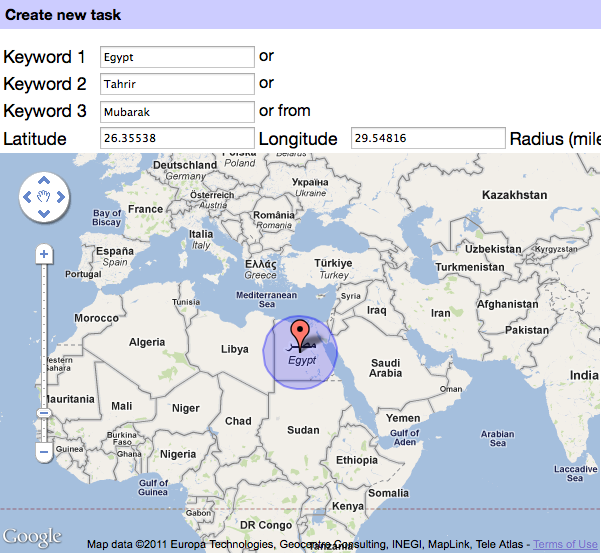 Create new task
Keyword 1 Egypt or
Keyword 2 Tahrir or
Keyword 3 Mubarak or from
Latitude 26.35538 Longitude 29.54816 Radius (mile
Polska
Poland
Belarus
Deutschland
Germany
Україна
Ukraine
Kazakhstan
Österreich
Austria
France
România
Romania
Bay of
Biscay
Italia
Italy
Uzbekistan
Kyrgyzstan
España
Spain
Ελλάς
Greece
Türkiye
Turkey
Turkmenistan
Portugal
Mediterranean
Sea
Syria
Tunisia
Afghanistan
Morocco
Iraq
Iran
Pakistan
Algeria
Libya
مصر
Egypt
Western
Sahara
Saudi
Arabia
India
Oman
Mauritania
Mali
Niger
Chad
Sudan
Yemen
Gulf of
Aden
Arabian
Sea
Burkina
Faso
Guinea
Ghana
Nigeria
Ethiopia
Laccadive
Sea
Gulf of
Guinea
Somalia
Gabon
Kenya
DR Congo
Tanzania
Google
Map data ©2011 Europa Technologies, Geocentre Consulting, INEGI, MapLink, Tele Atlas - Terms of Use